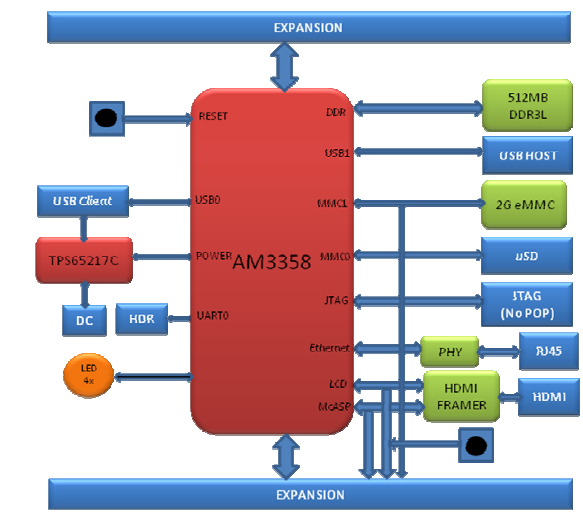 EXPANSION
RESET
DDR
512MB
DDR3L
USB1
USB HOST
USB Client
USB0
MMC1
2G eMMC
TPS65217C
POWER
AM3358
MMC0
uSD
DC
HDR
UART0
JTAG
JTAG
(No POP)
Ethernet
PHY
RJ45
LED
4x
LCD
McASP
HDMI
FRAMER
HDMI
EXPANSION